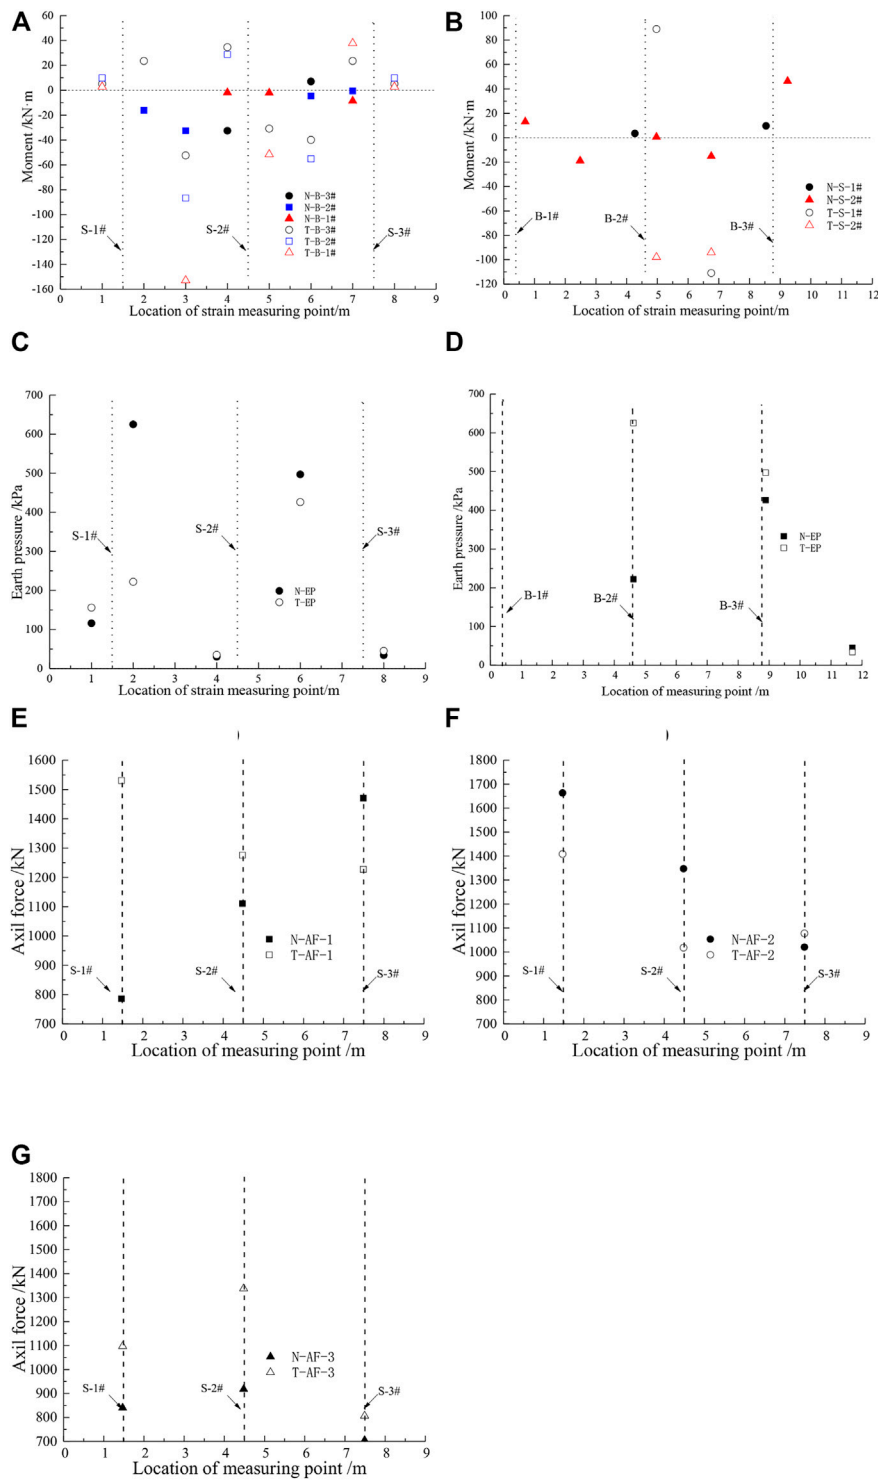 A
60
40
20
0
-20
-40
-60
-80
-100
-120
-140
-160
Moment /kN·m
S-1#
S-2#
S-3#
N-B-3#
N-B-2#
N-B-1#
T-B-3#
T-B-2#
T-B-1#
0 1 2 3 4 5 6 7 8 9
Location of strain measuring point/m
B
100
80
60
40
20
0
-20
-40
-60
-80
-100
-120
Moment /kN·m
B-1#
B-2#
B-3#
N-S-1#
N-S-2#
T-S-1#
T-S-2#
0 1 2 3 4 5 6 7 8 9 10 11 12
Location of strain measuring point/m
C
700
600
500
400
300
200
100
0
Earth pressure /kPa
S-1#
S-2#
S-3#
N-EP
T-EP
0 1 2 3 4 5 6 7 8 9
Location of strain measuring point/m
D
700
600
500
400
300
200
100
0
Earth pressure /kPa
B-1#
B-2#
B-3#
N-EP
T-EP
0 1 2 3 4 5 6 7 8 9 10 11 12
Location of measuring point /m
E
)
1600
1500
1400
1300
1200
1100
1000
900
800
700
Axil force /kN
S-1#
S-2#
S-3#
N-AF-1
T-AF-1
0 1 2 3 4 5 6 7 8 9
Location of measuring point /m
F
)
1800
1700
1600
1500
1400
1300
1200
1100
1000
900
800
700
Axil force /kN
S-1#
S-2#
S-3#
N-AF-2
T-AF-2
0 1 2 3 4 5 6 7 8 9
Location of measuring point /m
G
1800
1700
1600
1500
1400
1300
1200
1100
1000
900
800
700
Axil force /kN
S-1#
S-2#
S-3#
N-AF-3
T-AF-3
0 1 2 3 4 5 6 7 8 9
Location of measuring point /m